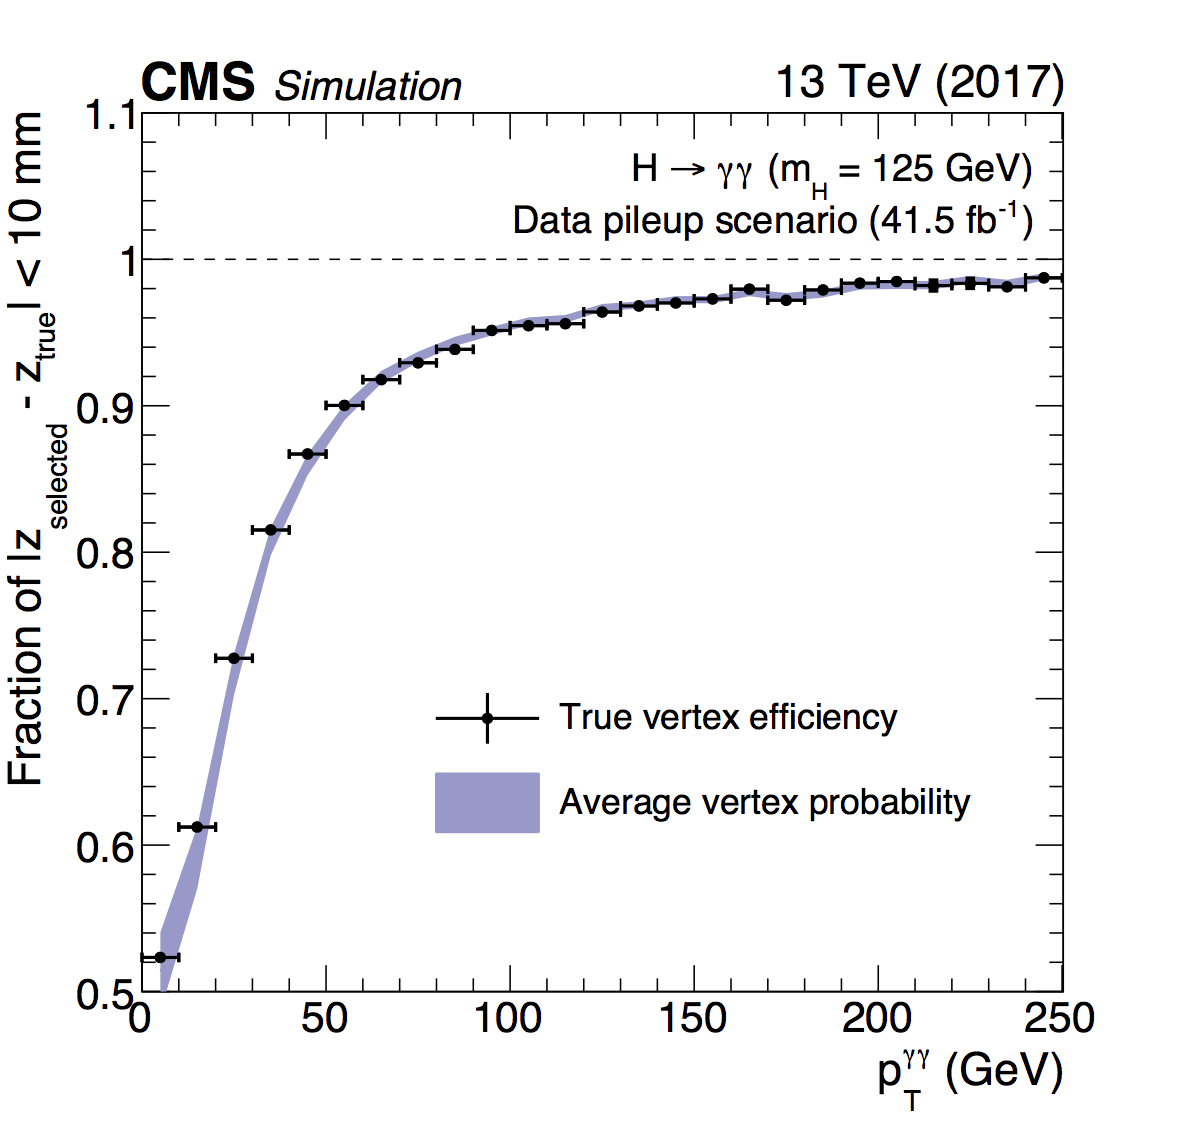 CMS Simulation 13 TeV (2017)
H → γγ (m_H = 125 GeV)
Data pileup scenario (41.5 fb⁻¹)
Fraction of |z_selected - z_true| < 10 mm
1.1
1
0.9
0.8
0.7
0.6
0.5
True vertex efficiency
Average vertex probability
0 50 100 150 200 250
p_T^γγ (GeV)